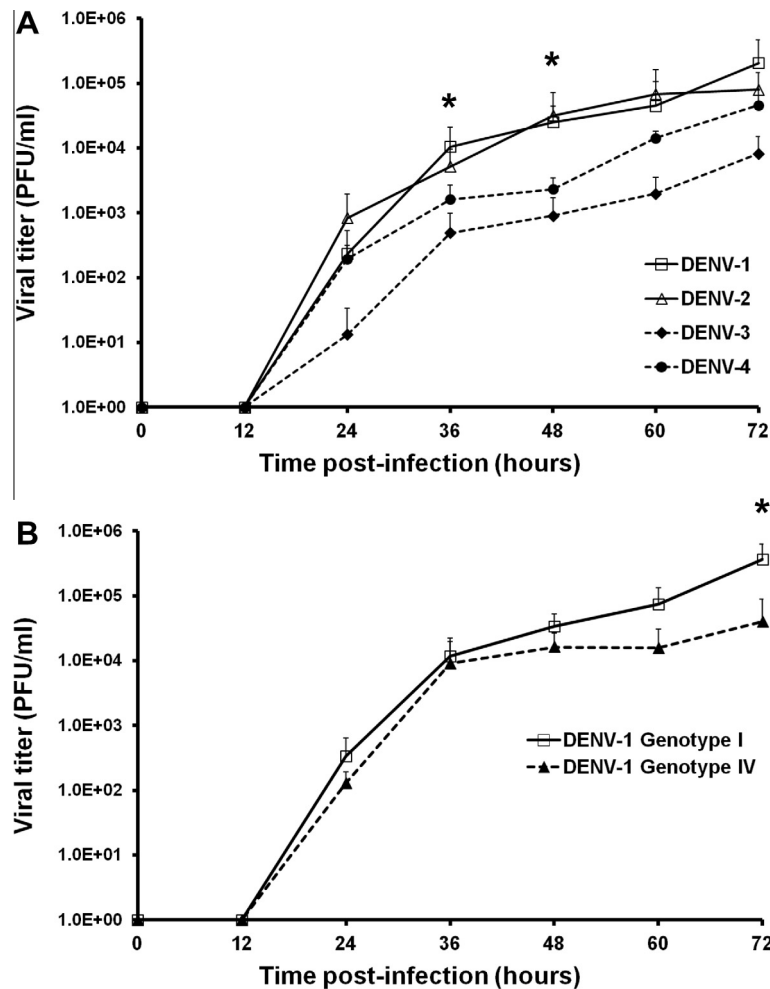 A
1.0E+06
1.0E+05
*
*
1.0E+04
1.0E+03
1.0E+02
1.0E+01
1.0E+00
Viral titer (PFU/ml)
DENV-1
DENV-2
DENV-3
DENV-4
0 12 24 36 48 60 72
Time post-infection (hours)
B
*
1.0E+06
1.0E+05
1.0E+04
1.0E+03
1.0E+02
1.0E+01
1.0E+00
Viral titer (PFU/ml)
DENV-1 Genotype I
DENV-1 Genotype IV
0 12 24 36 48 60 72
Time post-infection (hours)